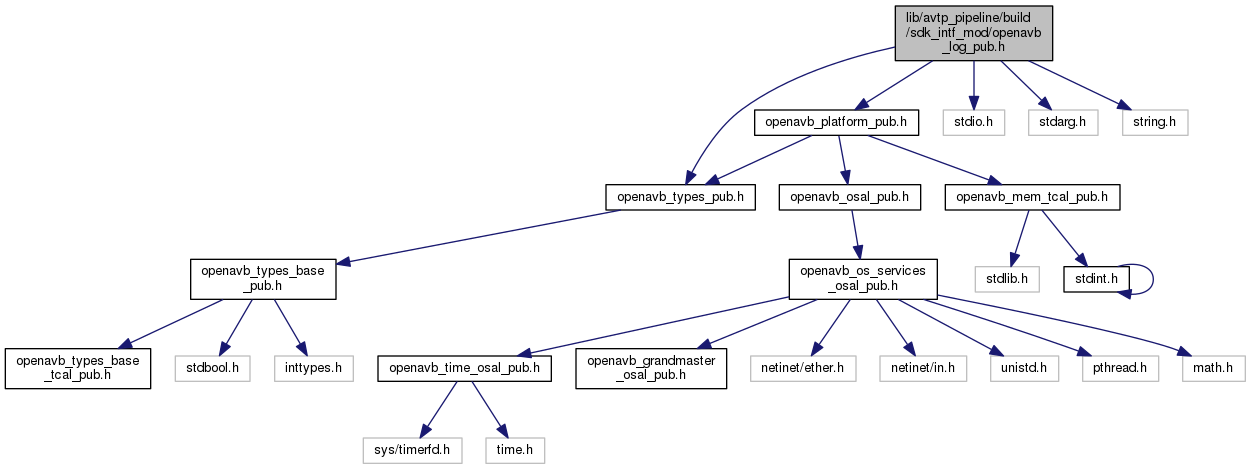 lib/avtp_pipeline/build
/sdk_intf_mod/openavb
_log_pub.h
openavb_platform_pub.h
stdio.h
stdarg.h
string.h
openavb_types_pub.h
openavb_osal_pub.h
openavb_mem_tcal_pub.h
openavb_types_base
_pub.h
openavb_os_services
_osal_pub.h
stdlib.h
stdint.h
openavb_types_base
_tcal_pub.h
stdbool.h
inttypes.h
openavb_time_osal_pub.h
openavb_grandmaster
_osal_pub.h
netinet/ether.h
netinet/in.h
unistd.h
pthread.h
math.h
sys/timerfd.h
time.h